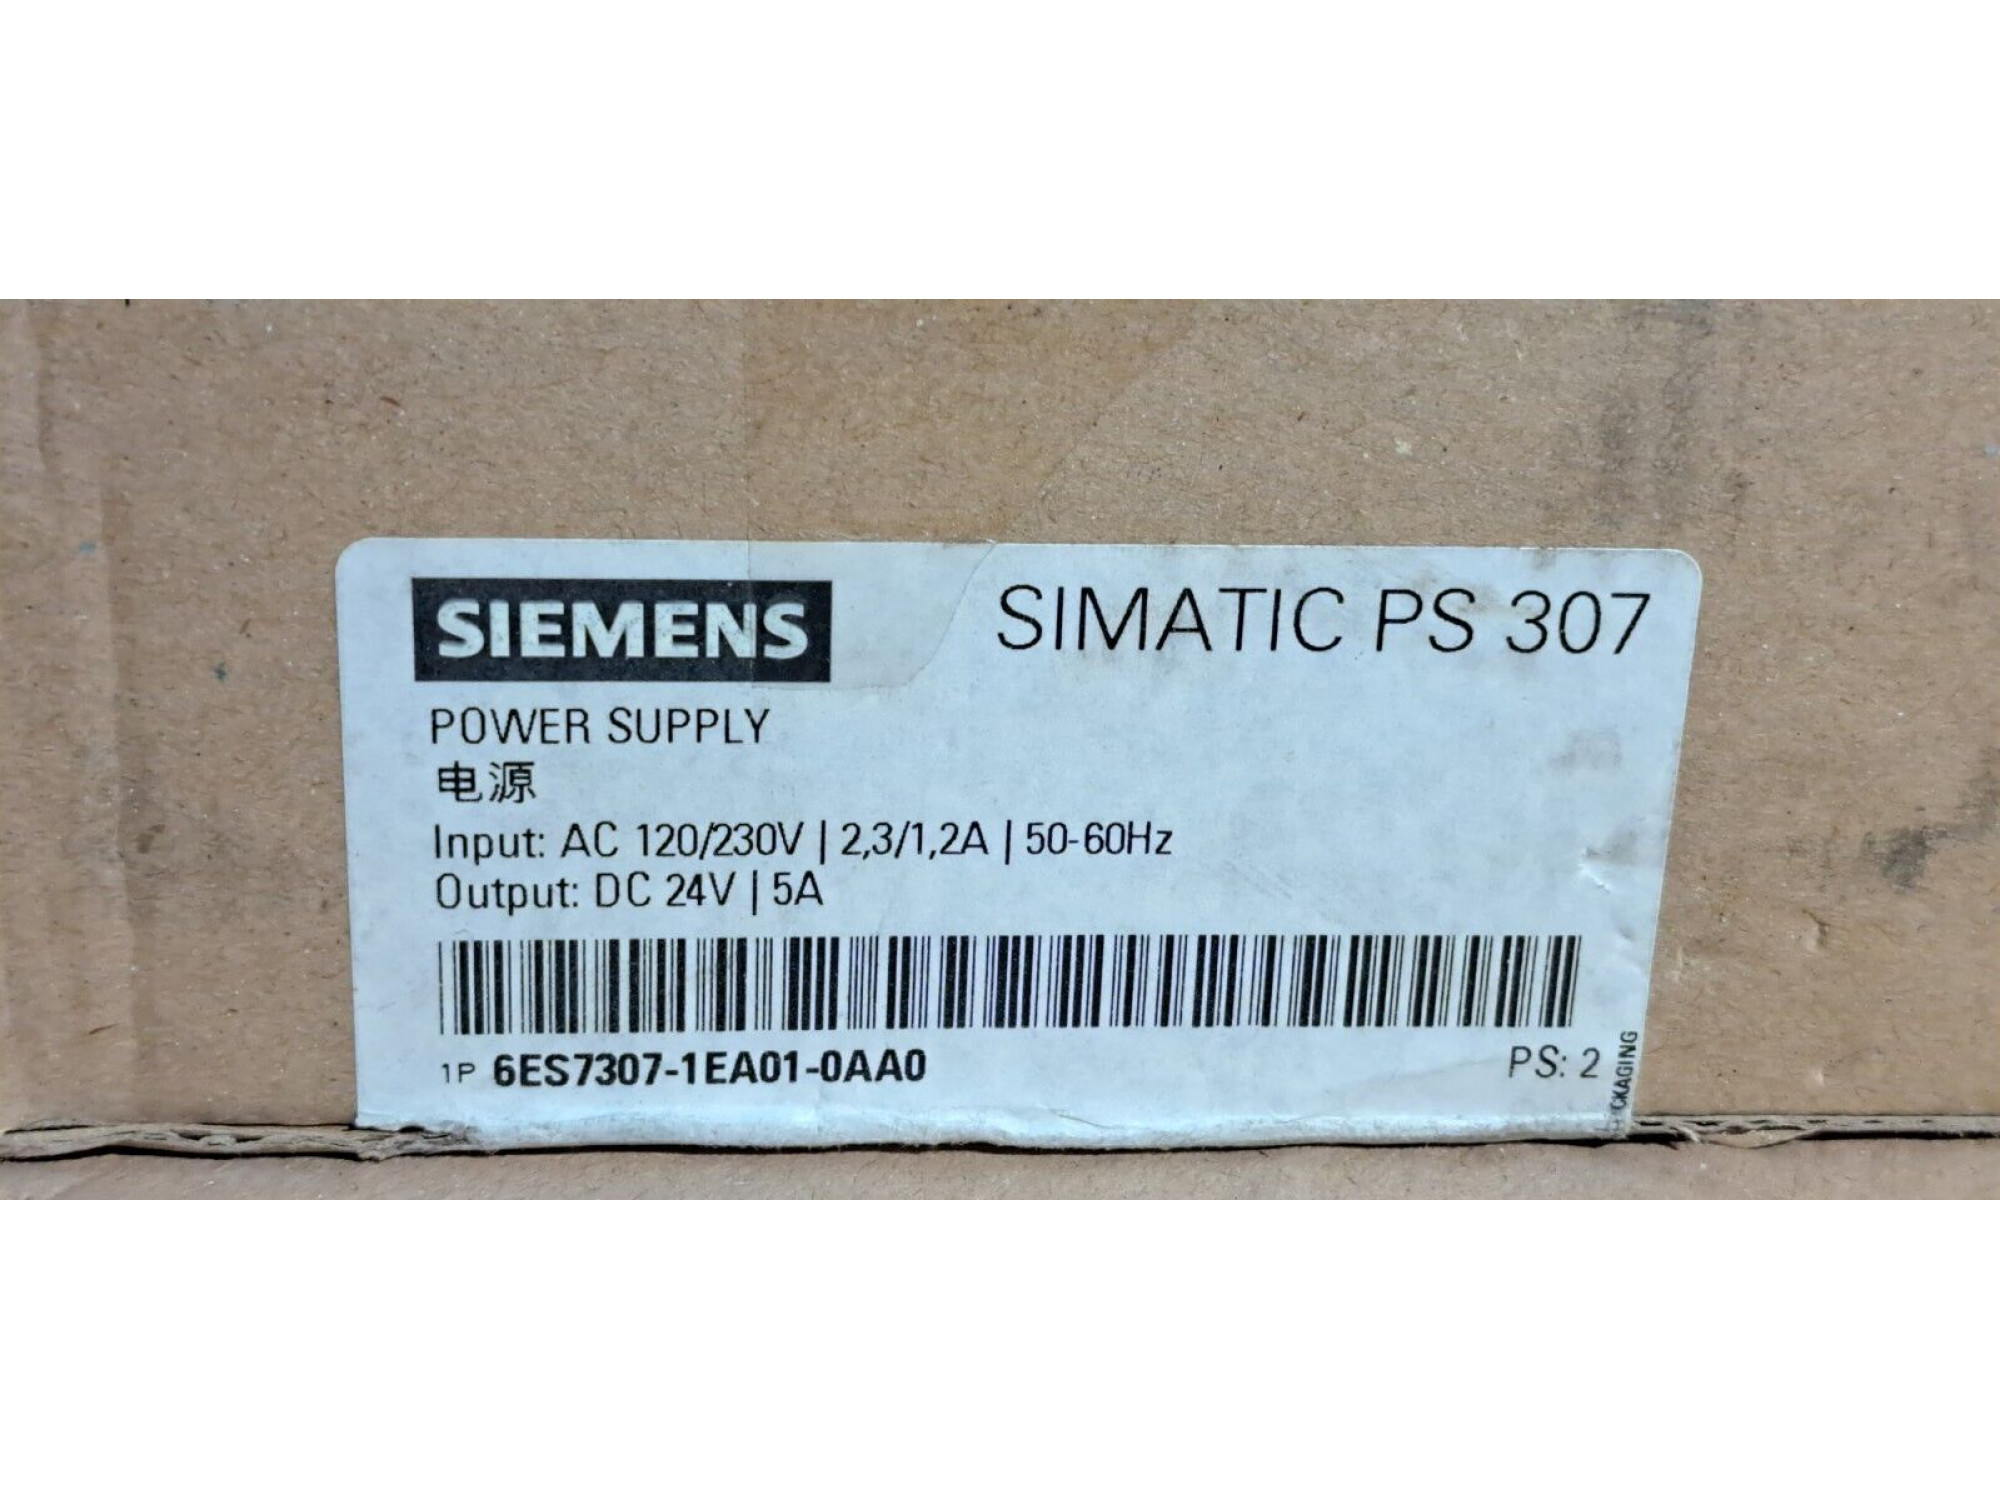 SIEMENS
SIMATIC PS 307
POWER SUPPLY
电源
Input: AC 120/230V | 2,3/1,2A | 50-60Hz
Output: DC 24V | 5A
1P 6ES7307-1EA01-0AA0
PS: 2